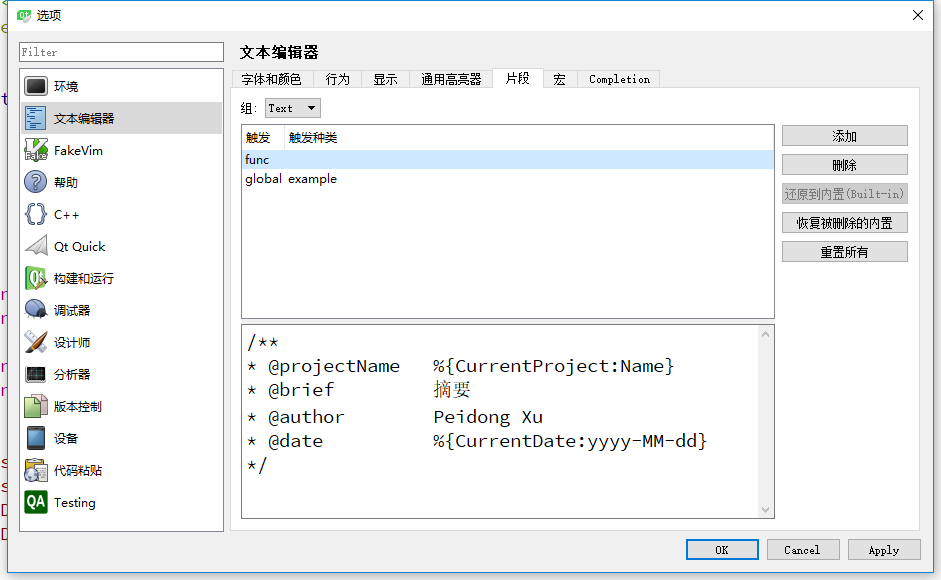 选项
Filter
环境
文本编辑器
FakeVim
帮助
C++
Qt Quick
构建和运行
调试器
设计师
分析器
版本控制
设备
代码粘贴
QA Testing
文本编辑器
字体和颜色 行为 显示 通用高亮器 片段 宏 Completion
组: Text
触发 触发种类
func
global example
添加
删除
还原到内置(Built-in)
恢复被删除的内置
重置所有
/**
* @projectName %{CurrentProject:Name}
* @brief 摘要
* @author Peidong Xu
* @date %{CurrentDate:yyyy-MM-dd}
*/
OK Cancel Apply